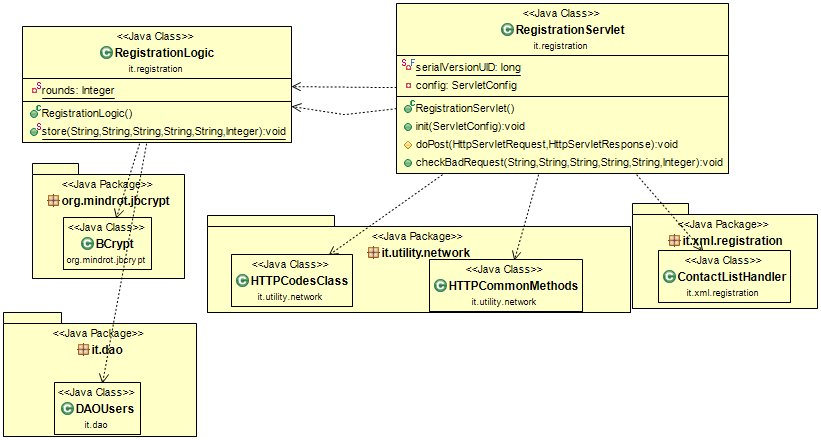 <<Java Class>>
RegistrationLogic
it.registration
rounds: Integer
RegistrationLogic()
store(String,String,String,String,String,Integer):void
<<Java Class>>
RegistrationServlet
it.registration
serialVersionUID: long
config: ServletConfig
RegistrationServlet()
init(ServletConfig):void
doPost(HttpServletRequest,HttpServletResponse):void
checkBadRequest(String,String,String,String,String,Integer):void
<<Java Package>>
org.mindrot.jbcrypt
<<Java Class>>
BCrypt
org.mindrot.jbcrypt
<<Java Package>>
it.utility.network
<<Java Class>>
HTTPCodesClass
it.utility.network
<<Java Class>>
HTTPCommonMethods
it.utility.network
<<Java Package>>
it.xml.registration
<<Java Class>>
ContactListHandler
it.xml.registration
<<Java Package>>
it.dao
<<Java Class>>
DAOUsers
it.dao